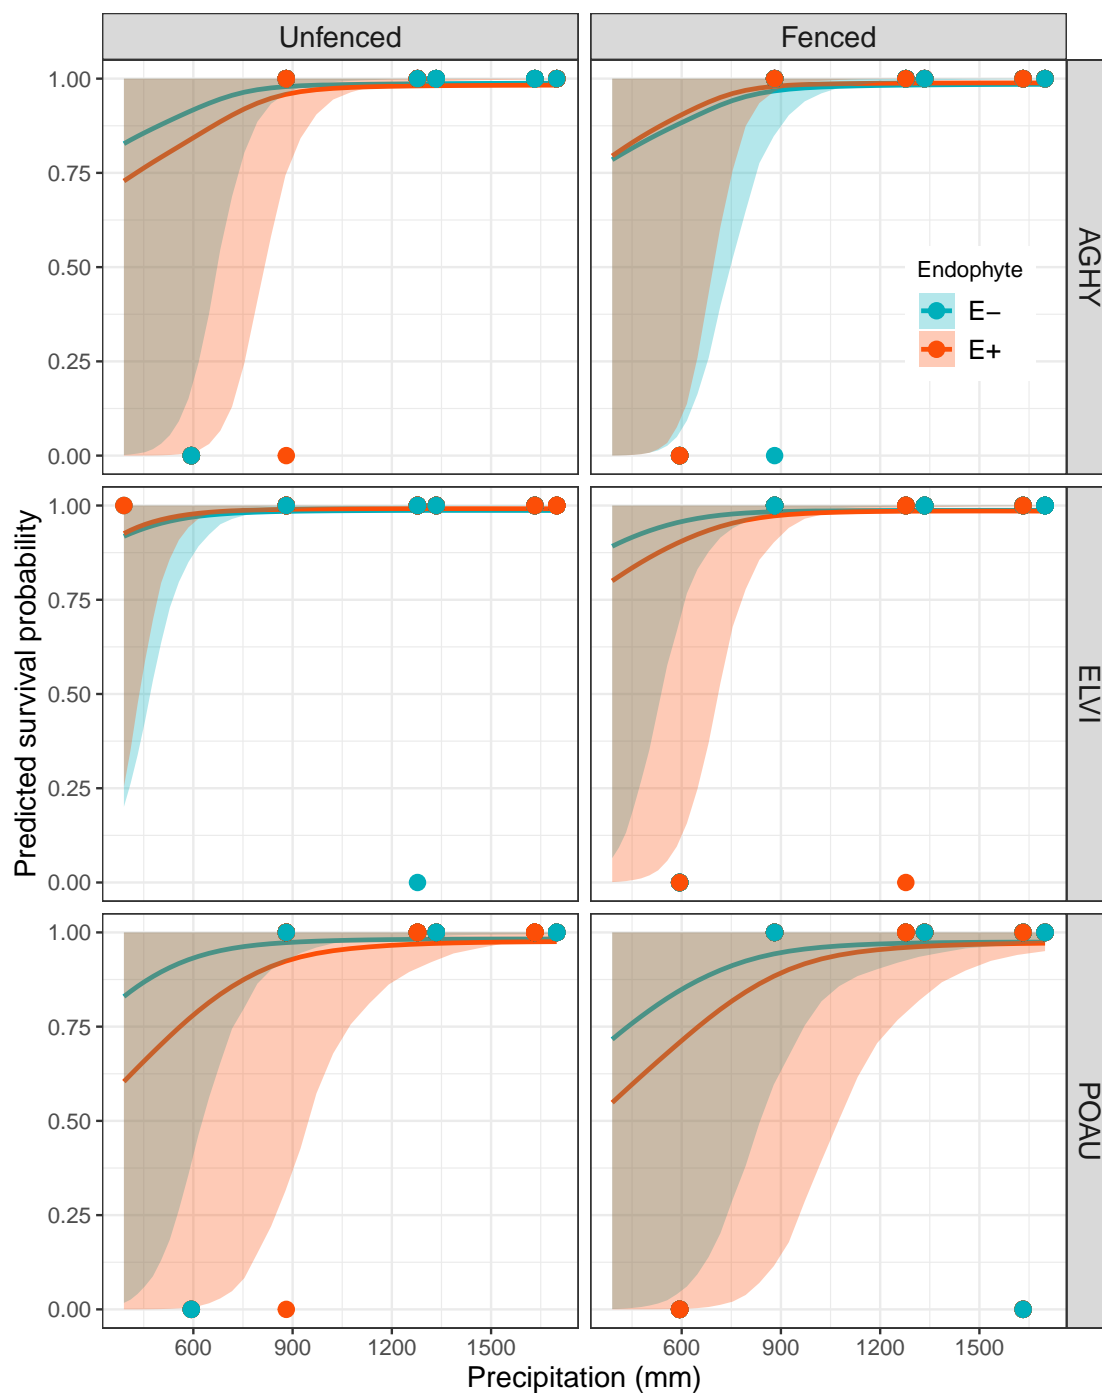 Unfenced
Fenced
1.00
0.75
0.50
0.25
0.00
AGHY
Endophyte
E−
E+
1.00
0.75
0.50
0.25
0.00
ELVI
Predicted survival probability
1.00
0.75
0.50
0.25
0.00
POAU
600 900 1200 1500
600 900 1200 1500
Precipitation (mm)